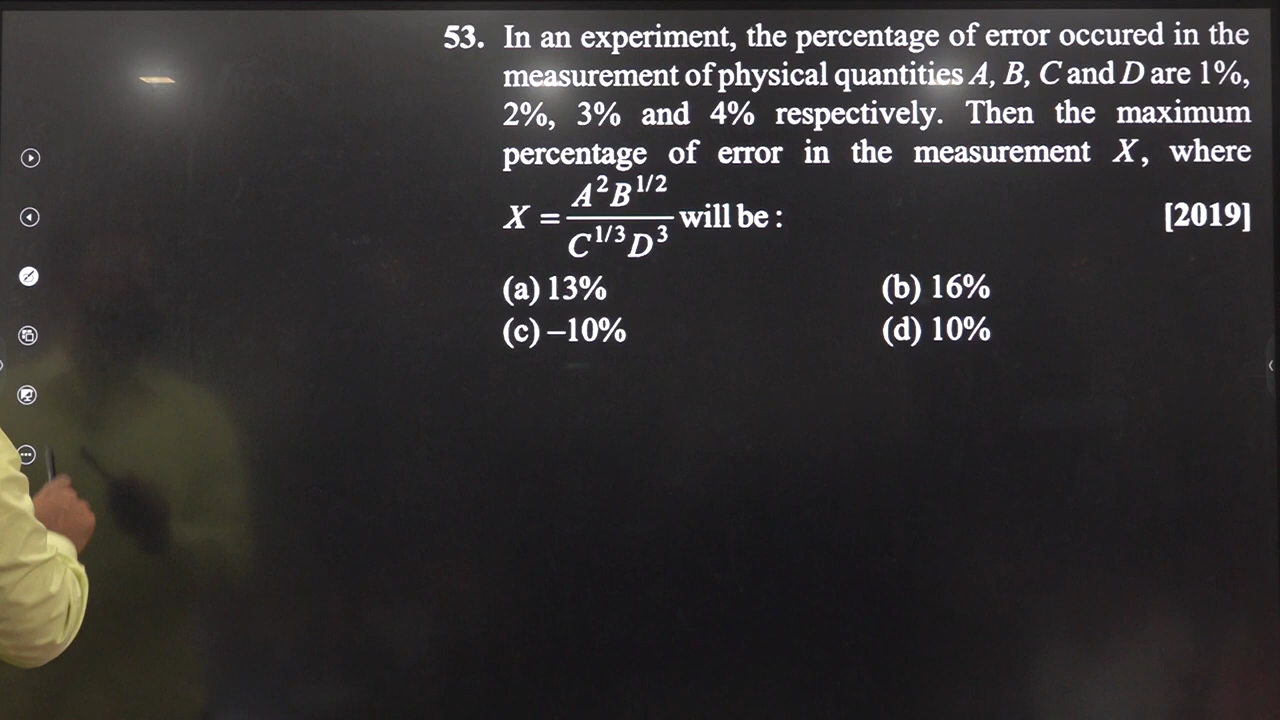 53. In an experiment, the percentage of error occured in the
measurement of physical quantities A, B, C and D are 1%,
2%, 3% and 4% respectively. Then the maximum
percentage of error in the measurement X, where
X = A²B^1/2 / C^1/3 D³ will be : [2019]
(a) 13% (b) 16%
(c) –10% (d) 10%